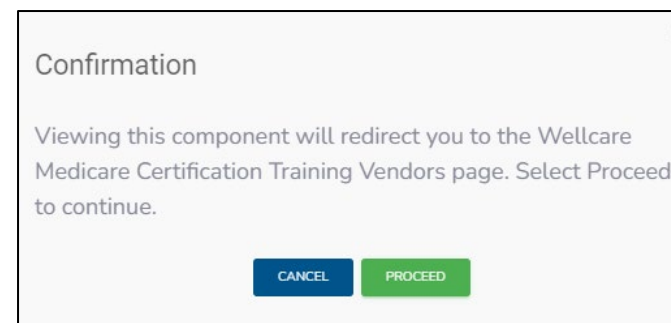 Confirmation
Viewing this component will redirect you to the Wellcare
Medicare Certification Training Vendors page. Select Proceed
to continue.
CANCEL PROCEED